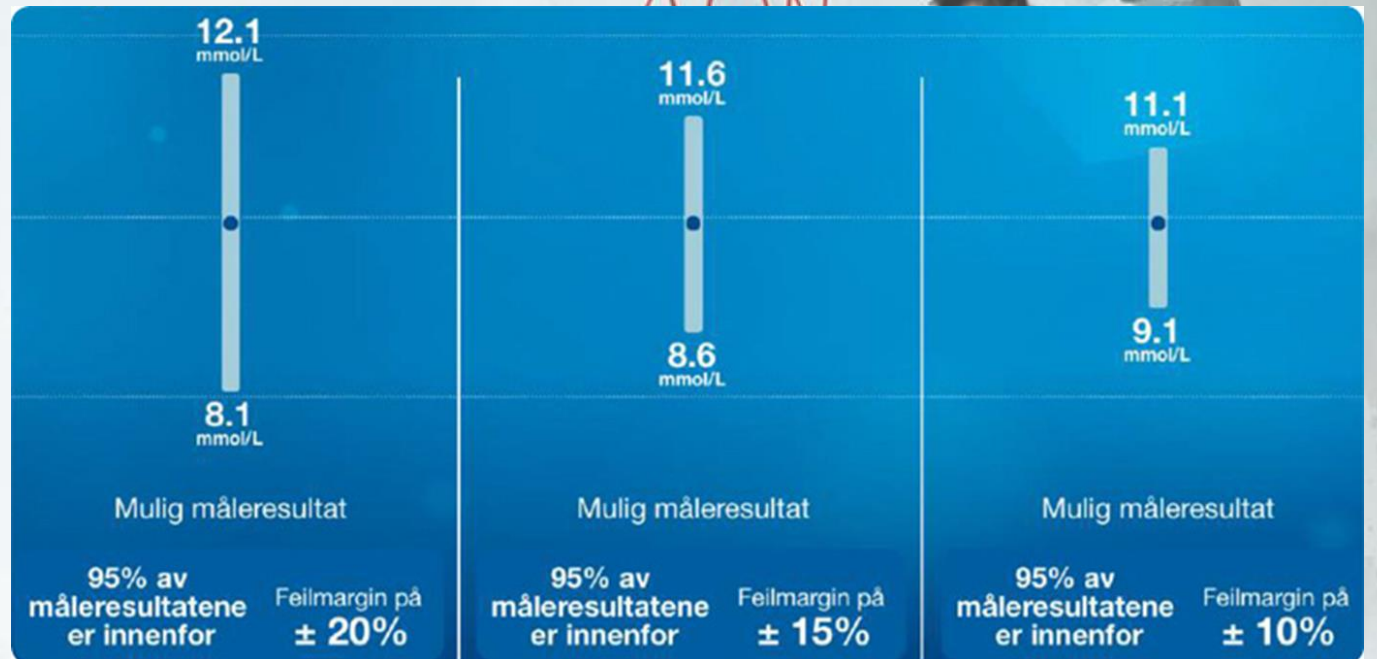 12.1
mmol/L
8.1
mmol/L
Mulig måleresultat
95% av
måleresultatene
er innenfor
Feilmargin på
± 20%
11.6
mmol/L
8.6
mmol/L
Mulig måleresultat
95% av
måleresultatene
er innenfor
Feilmargin på
± 15%
11.1
mmol/L
9.1
mmol/L
Mulig måleresultat
95% av
måleresultatene
er innenfor
Feilmargin på
± 10%